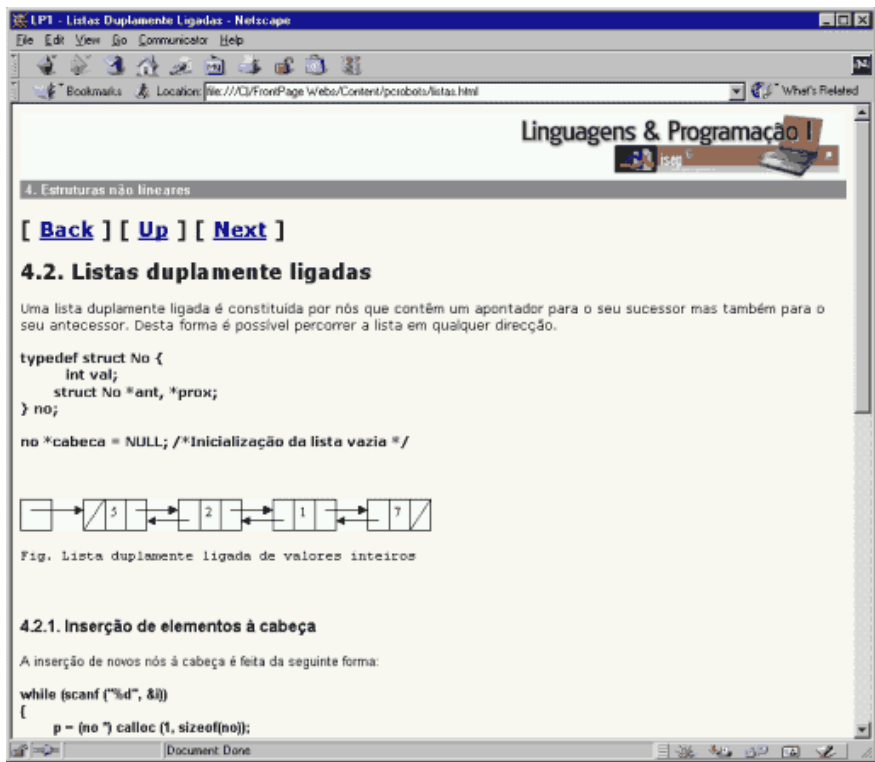 LP1 - Listas Duplamente Ligadas - Netscape
File Edit View Go Communicator Help
Bookmarks Location: file:///C|/FrontPage Webs/Content/pcrobots/listas.html What's Related
Linguagens & Programação I
isep
4. Estruturas não lineares
[ Back ] [ Up ] [ Next ]
4.2. Listas duplamente ligadas
Uma lista duplamente ligada é constituída por nós que contêm um apontador para o seu sucessor mas também para o
seu antecessor. Desta forma é possível percorrer a lista em qualquer direcção.
typedef struct No {
int val;
struct No *ant, *prox;
} no;
no *cabeca = NULL; /*Inicialização da lista vazia */
5 2 1 7
Fig. Lista duplamente ligada de valores inteiros
4.2.1. Inserção de elementos à cabeça
A inserção de novos nós à cabeça é feita da seguinte forma:
while (scanf ("%d", &i))
{
p = (no *) calloc (1, sizeof(no));
Document: Done